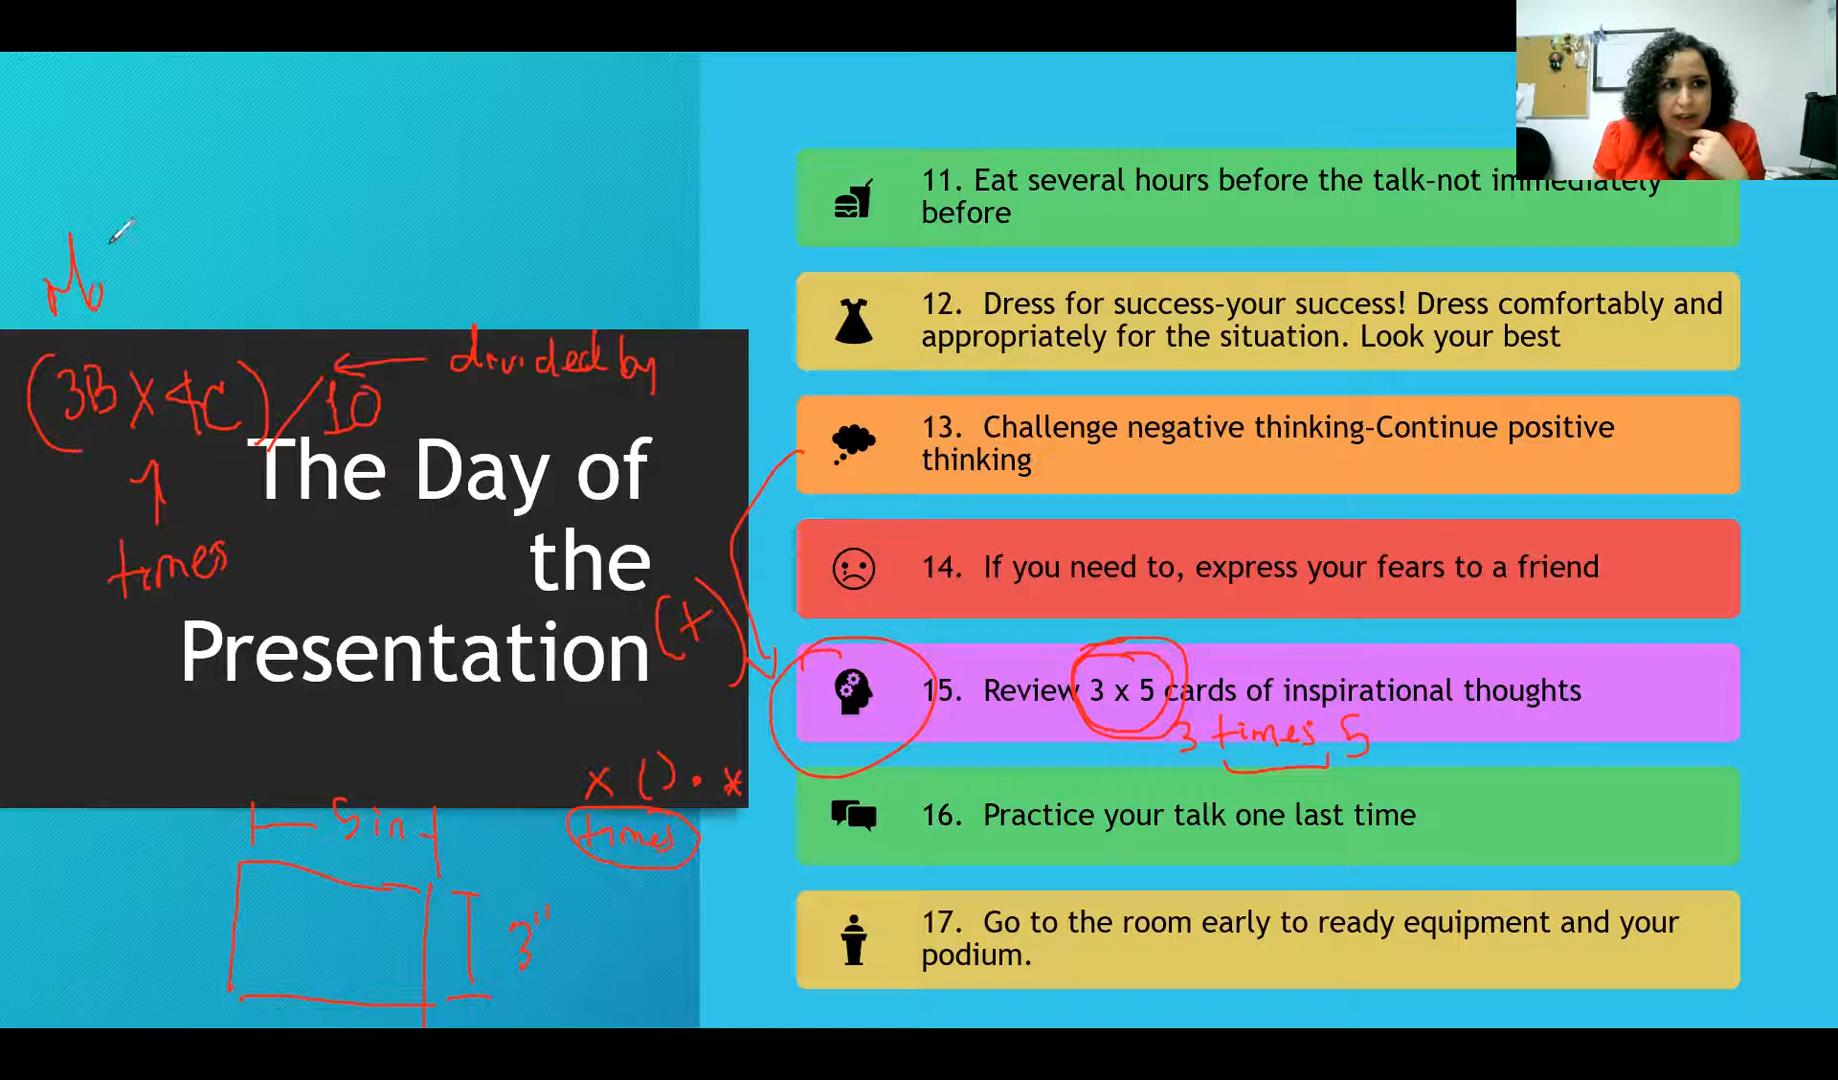 Mo
(3B X 4C) / 10 ← divided by
↑
times
The Day of
the
Presentation
(+)
x ( ) • *
times
5 in
3"
11. Eat several hours before the talk-not immediately
before
12. Dress for success-your success! Dress comfortably and
appropriately for the situation. Look your best
13. Challenge negative thinking-Continue positive
thinking
14. If you need to, express your fears to a friend
15. Review 3 x 5 cards of inspirational thoughts
3 times 5
16. Practice your talk one last time
17. Go to the room early to ready equipment and your
podium.